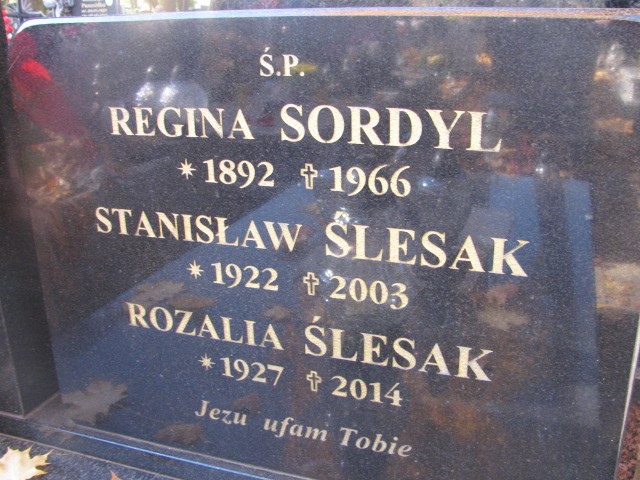 Ś.P.
REGINA SORDYL
* 1892 ✝ 1966
STANISŁAW ŚLESAK
* 1922 ✝ 2003
ROZALIA ŚLESAK
* 1927 ✝ 2014
Jezu ufam Tobie